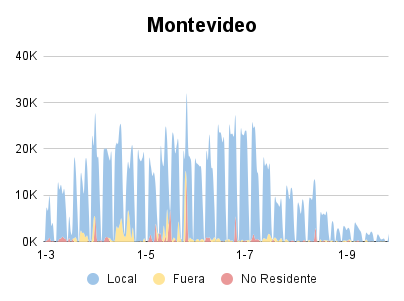 Montevideo
40K
30K
20K
10K
0K
1-3 1-5 1-7 1-9
Local Fuera No Residente